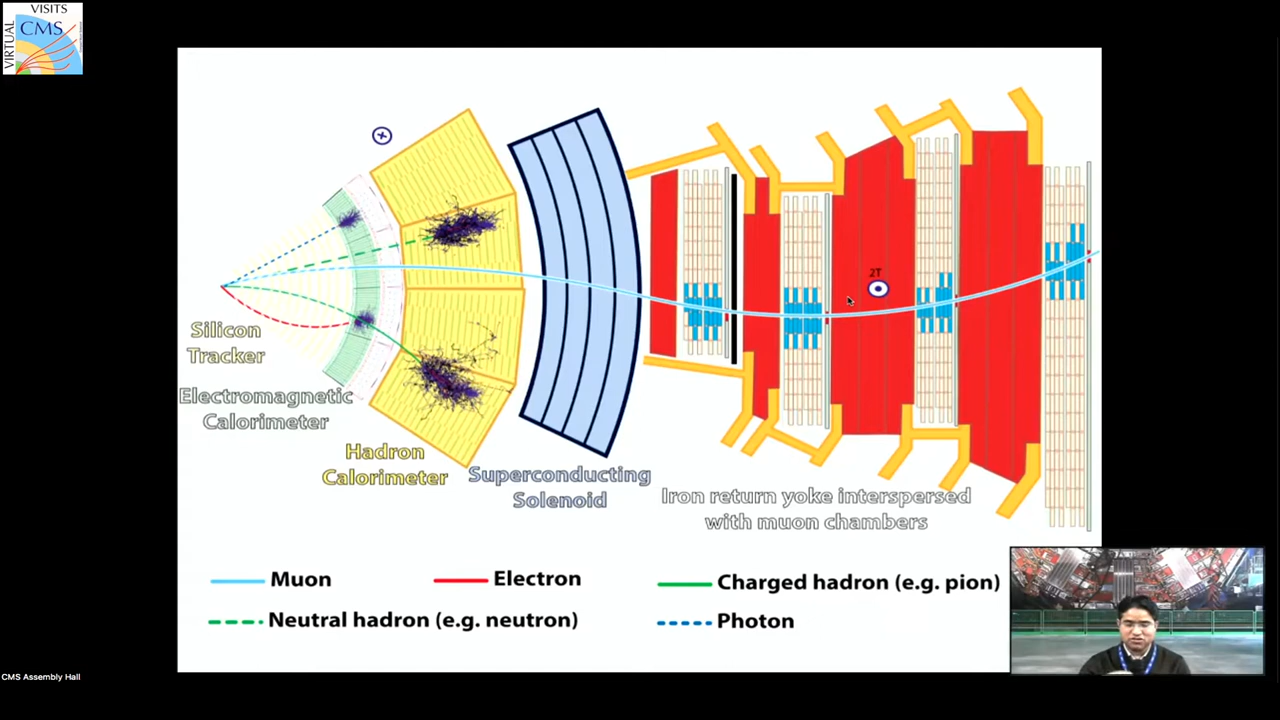 VISITS
VIRTUAL
CMS
2T
Silicon
Tracker
Electromagnetic
Calorimeter
Hadron
Calorimeter
Superconducting
Solenoid
Iron return yoke interspersed
with muon chambers
Muon
Electron
Charged hadron (e.g. pion)
Neutral hadron (e.g. neutron)
Photon
CMS Assembly Hall